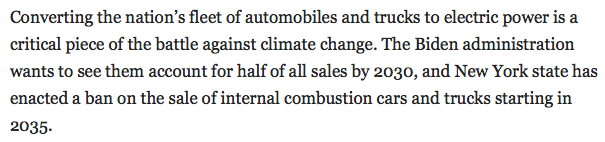 Converting the nation’s fleet of automobiles and trucks to electric power is a
critical piece of the battle against climate change. The Biden administration
wants to see them account for half of all sales by 2030, and New York state has
enacted a ban on the sale of internal combustion cars and trucks starting in
2035.